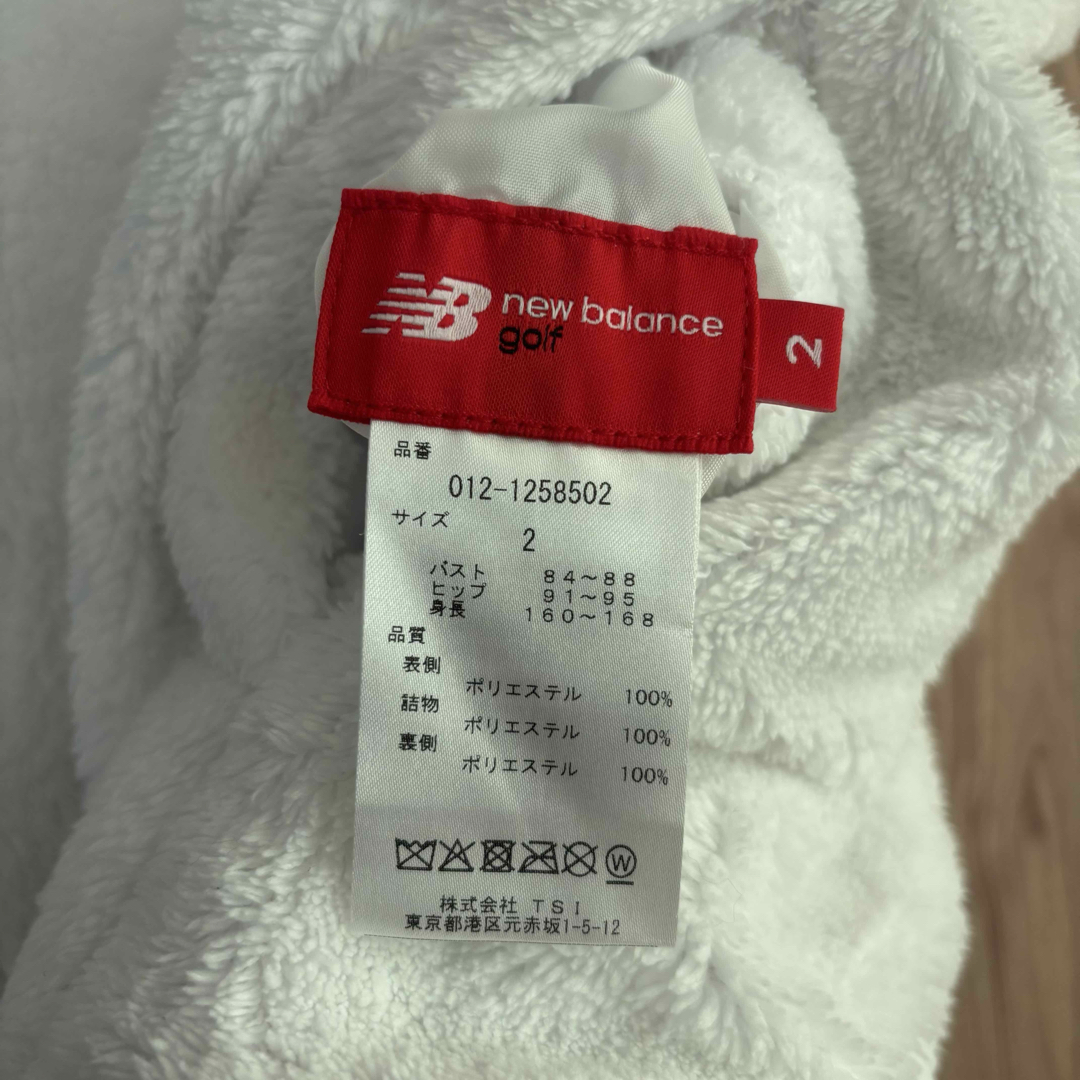 new balance
golf
2
品番
012-1258502
サイズ
2
バスト 84～88
ヒップ 91～95
身長 160～168
品質
表側
ポリエステル 100%
詰物
ポリエステル 100%
裏側
ポリエステル 100%
W
株式会社 TSI
東京都港区元赤坂1-5-12